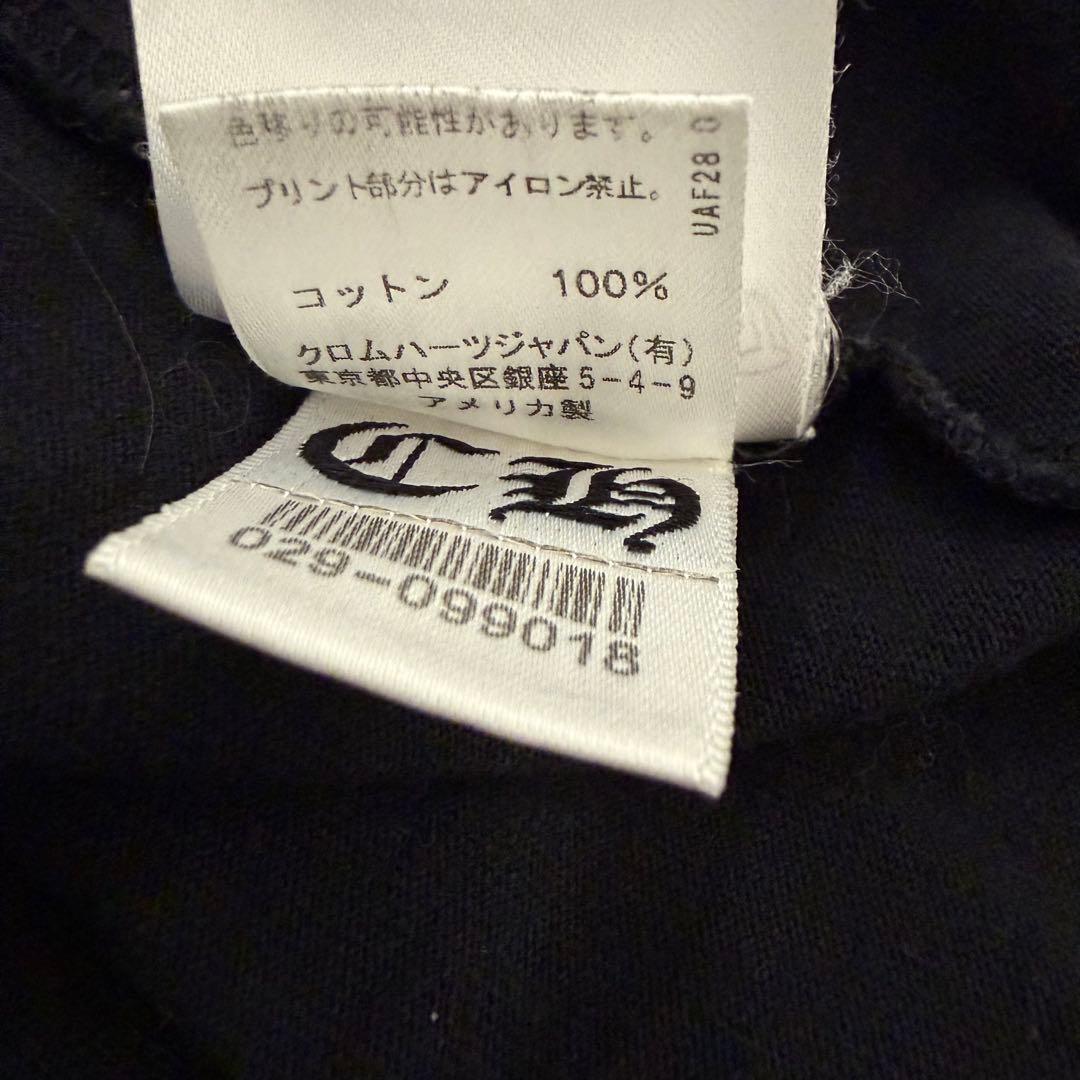 色移りの可能性があります。
プリント部分はアイロン禁止。
コットン 100%
クロムハーツジャパン(有)
東京都中央区銀座5-4-9
アメリカ製
UAF28 0
CH
029-099018